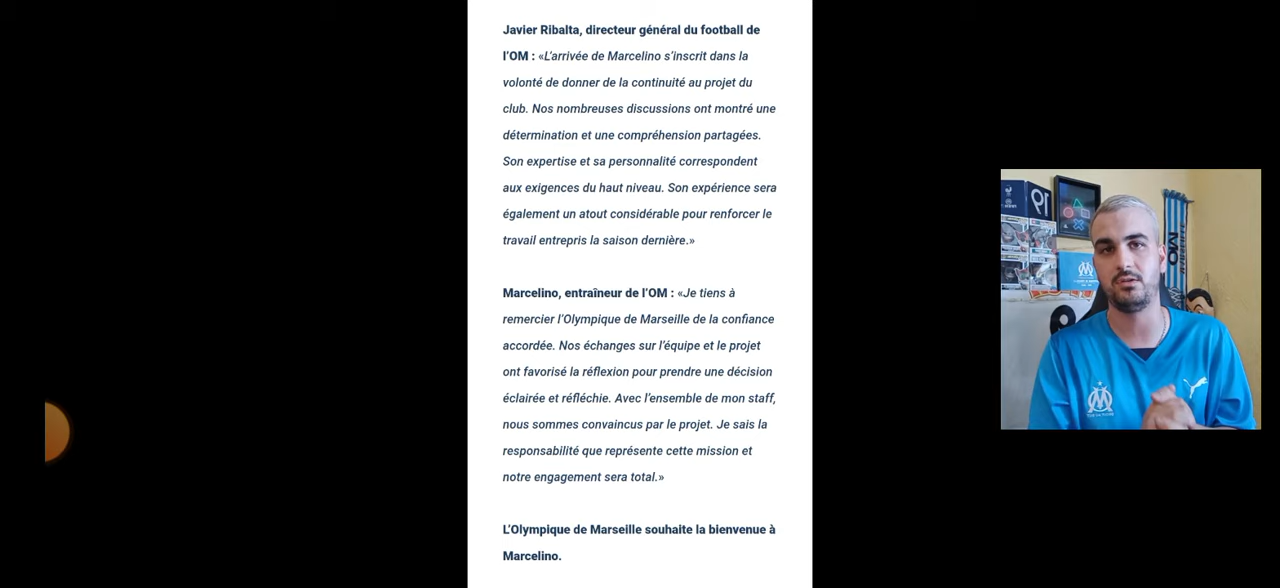 Javier Ribalta, directeur général du football de
l’OM : «L’arrivée de Marcelino s’inscrit dans la
volonté de donner de la continuité au projet du
club. Nos nombreuses discussions ont montré une
détermination et une compréhension partagées.
Son expertise et sa personnalité correspondent
aux exigences du haut niveau. Son expérience sera
également un atout considérable pour renforcer le
travail entrepris la saison dernière.»
Marcelino, entraîneur de l’OM : «Je tiens à
remercier l’Olympique de Marseille de la confiance
accordée. Nos échanges sur l’équipe et le projet
ont favorisé la réflexion pour prendre une décision
éclairée et réfléchie. Avec l’ensemble de mon staff,
nous sommes convaincus par le projet. Je sais la
responsabilité que représente cette mission et
notre engagement sera total.»
L’Olympique de Marseille souhaite la bienvenue à
Marcelino.